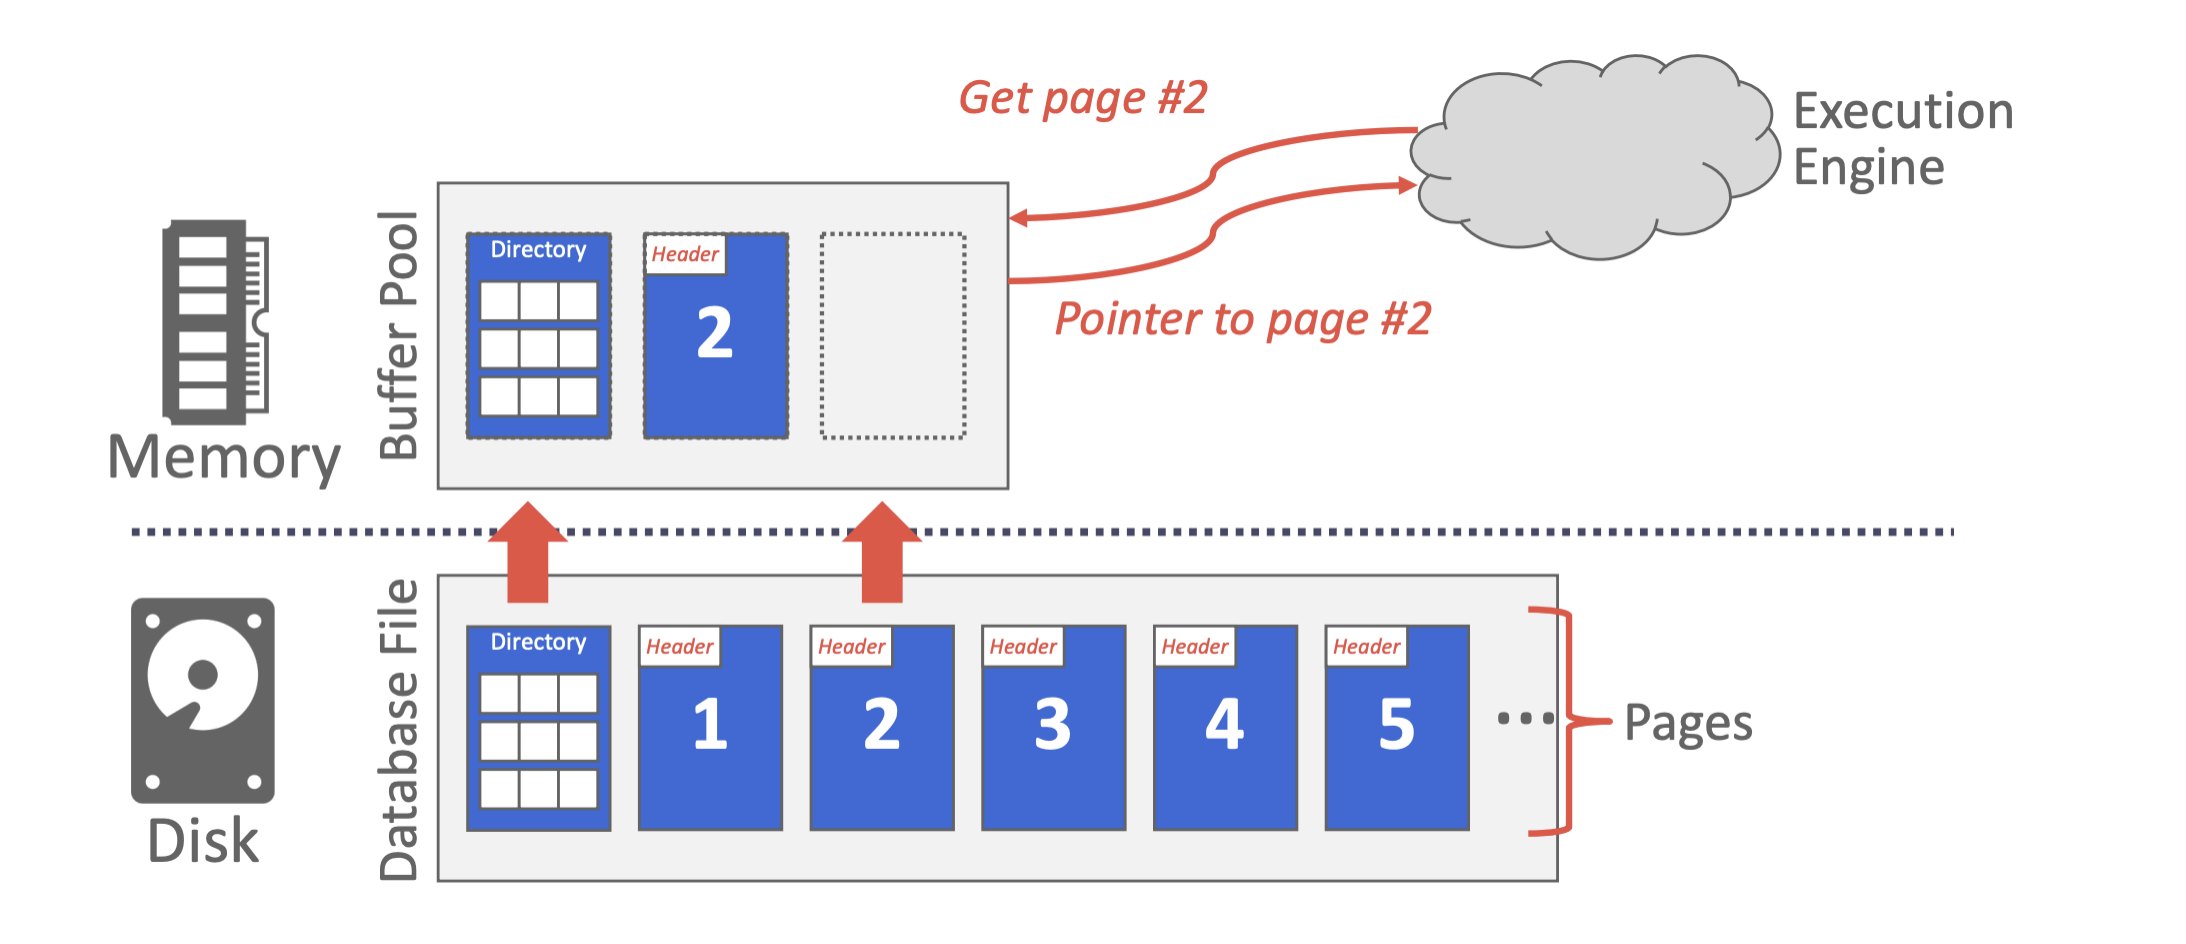 Get page #2
Execution
Engine
Pointer to page #2
Memory
Buffer Pool
Directory
Header
2
Disk
Database File
Directory
Header
1
Header
2
Header
3
Header
4
Header
5
...
Pages